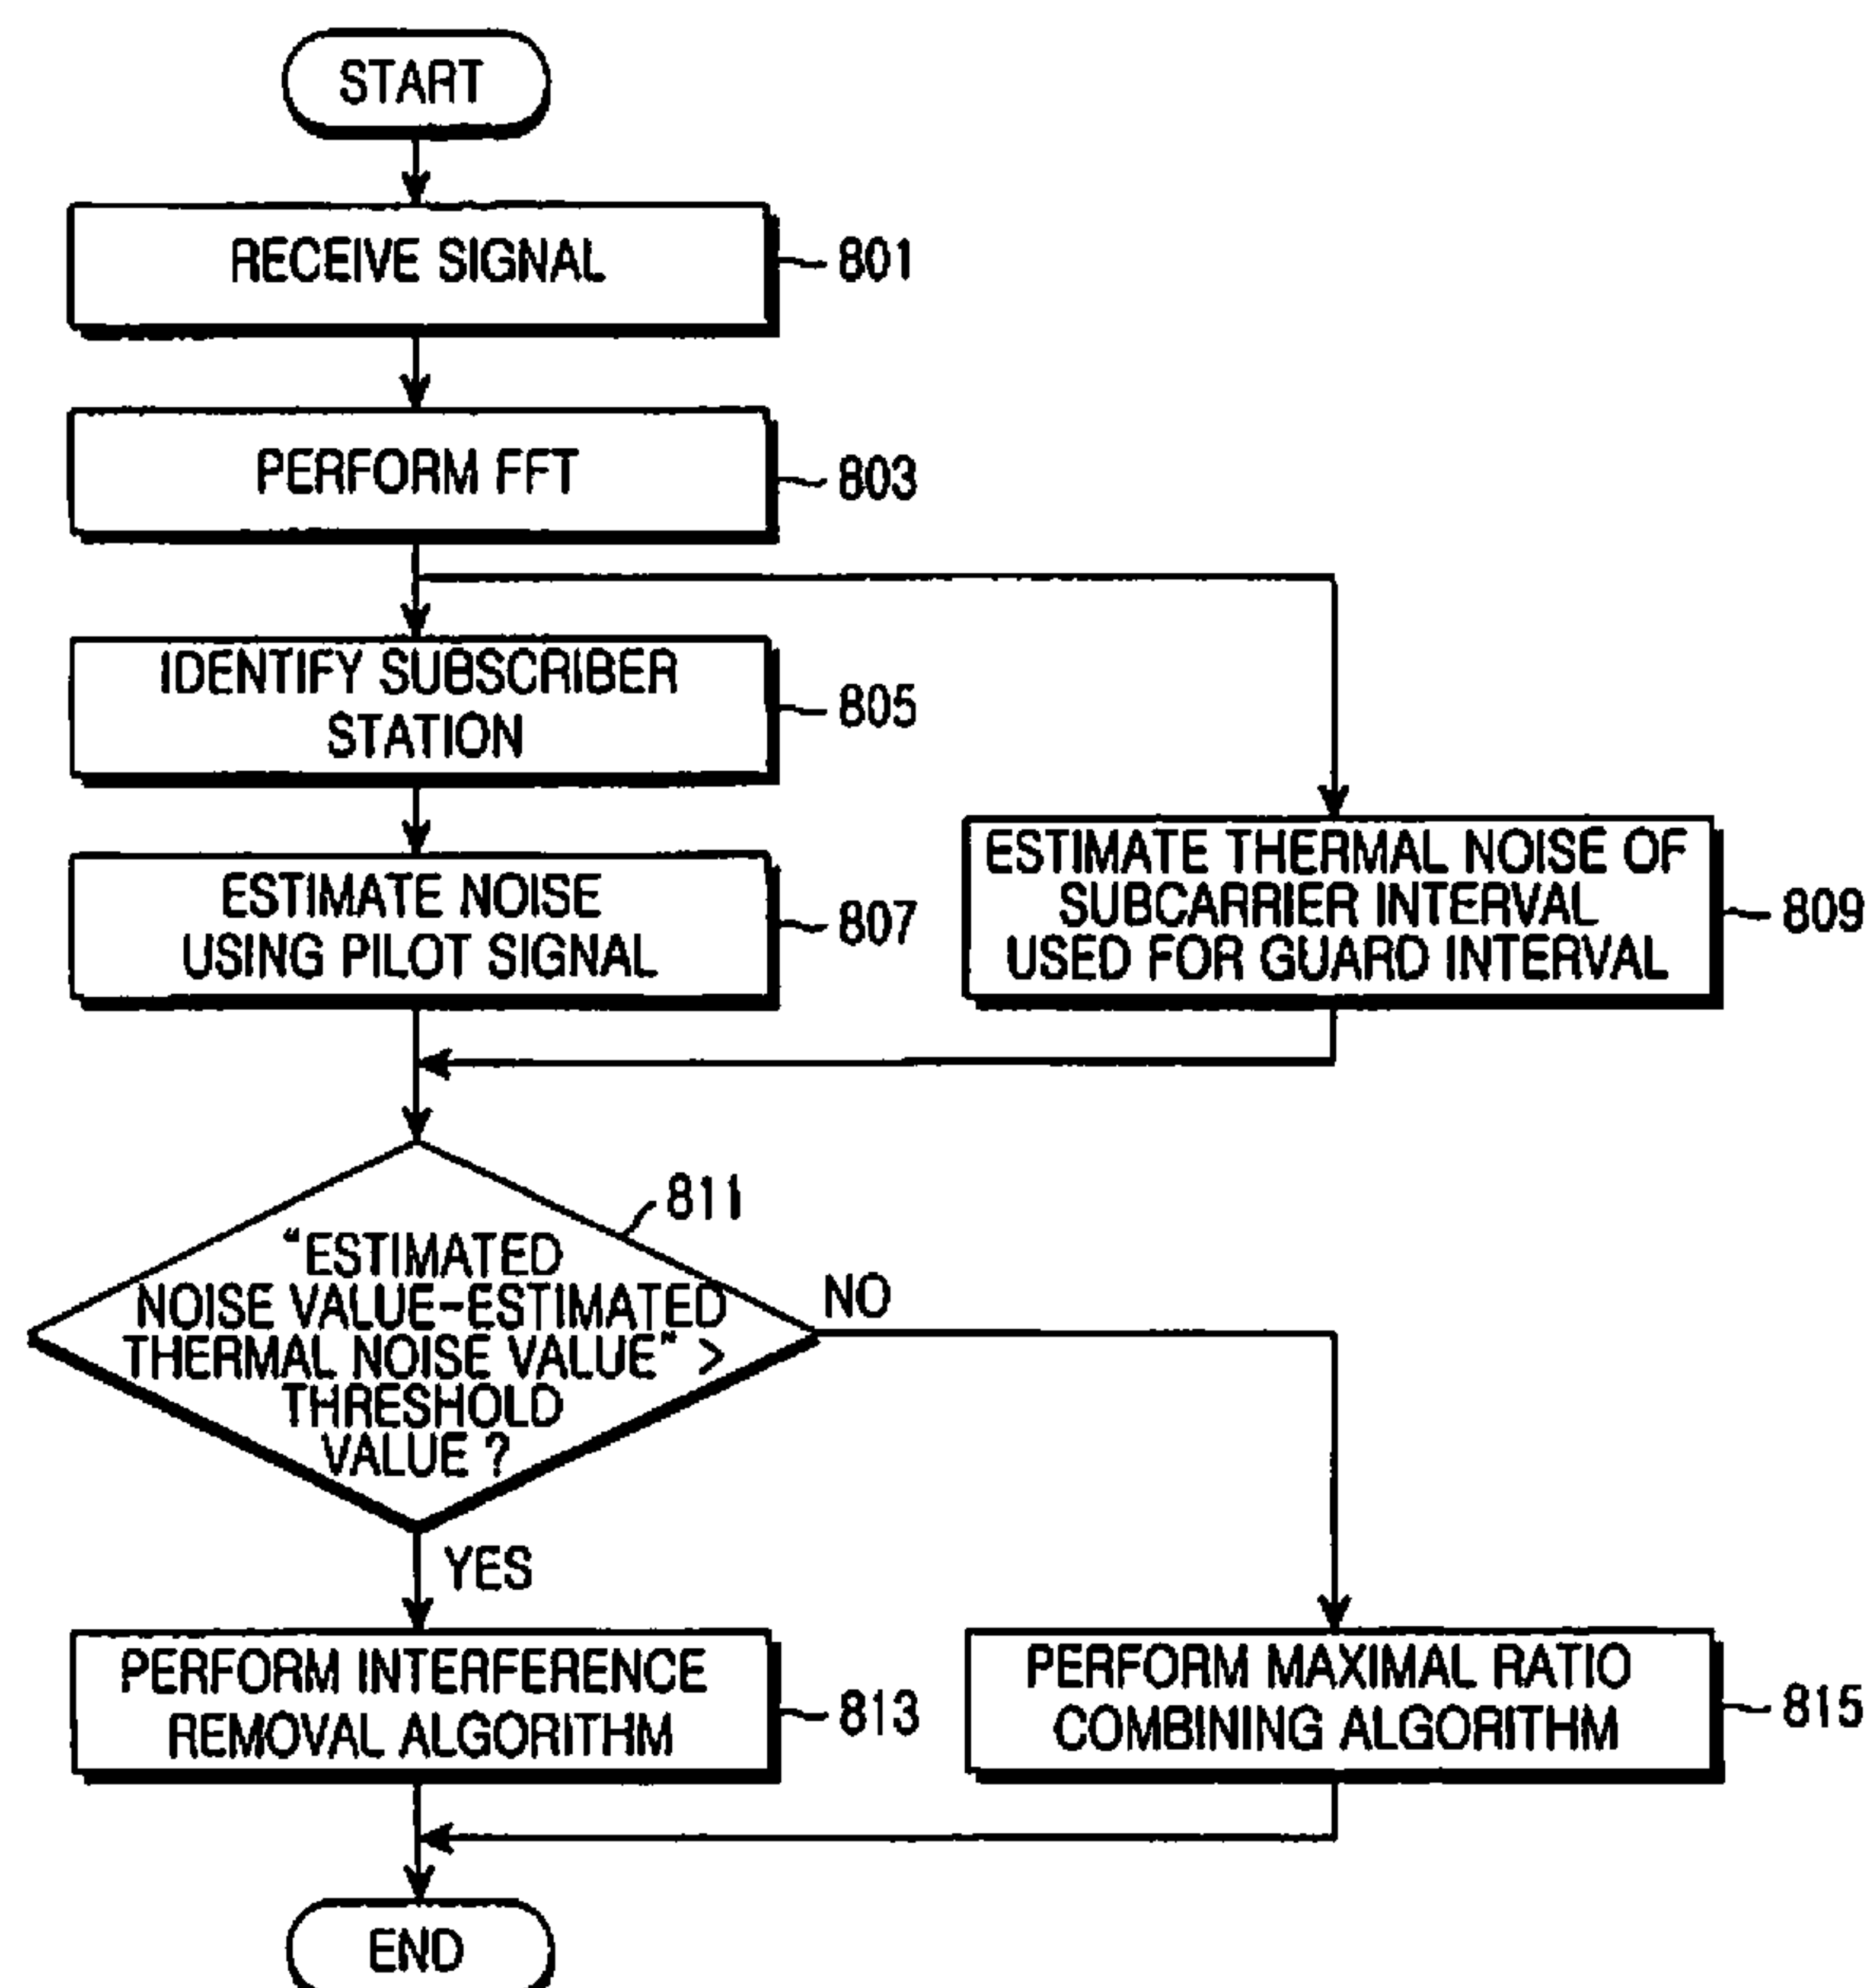 START
RECEIVE SIGNAL
801
PERFORM FFT
803
IDENTIFY SUBSCRIBER
STATION
805
ESTIMATE NOISE
USING PILOT SIGNAL
807
ESTIMATE THERMAL NOISE OF
SUBCARRIER INTERVAL
USED FOR GUARD INTERVAL
809
811
"ESTIMATED
NOISE VALUE-ESTIMATED
THERMAL NOISE VALUE" >
THRESHOLD
VALUE ?
NO
YES
PERFORM INTERFERENCE
REMOVAL ALGORITHM
813
PERFORM MAXIMAL RATIO
COMBINING ALGORITHM
815
END